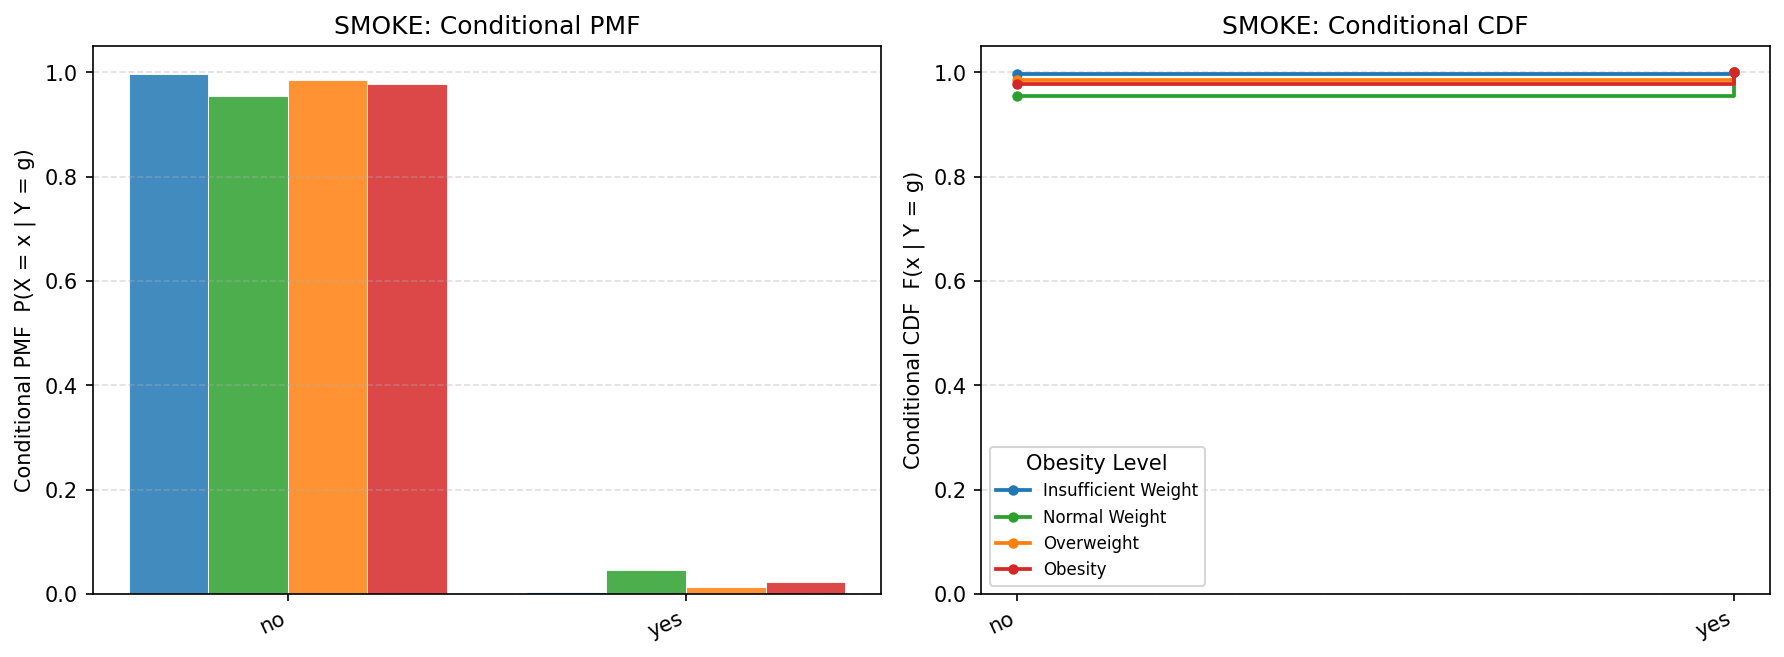 SMOKE: Conditional PMF
Conditional PMF  P(X = x | Y = g)
1.0
0.8
0.6
0.4
0.2
0.0
no
yes
SMOKE: Conditional CDF
Conditional CDF  F(x | Y = g)
1.0
0.8
0.6
0.4
0.2
0.0
Obesity Level
Insufficient Weight
Normal Weight
Overweight
Obesity
no
yes